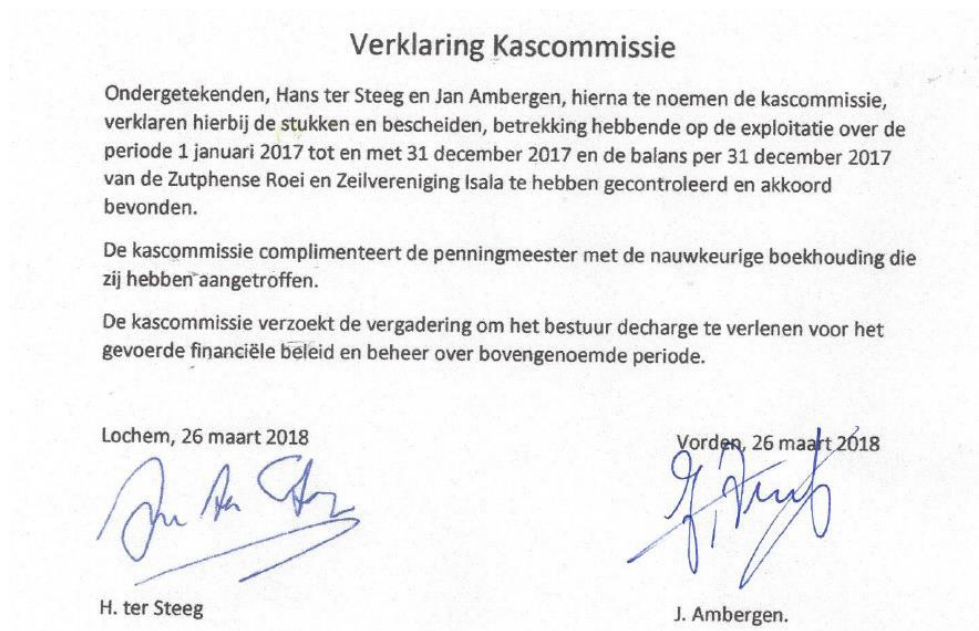 Verklaring Kascommissie
Ondergetekenden, Hans ter Steeg en Jan Ambergen, hierna te noemen de kascommissie,
verklaren hierbij de stukken en bescheiden, betrekking hebbende op de exploitatie over de
periode 1 januari 2017 tot en met 31 december 2017 en de balans per 31 december 2017
van de Zutphense Roei en Zeilvereniging Isala te hebben gecontroleerd en akkoord
bevonden.
De kascommissie complimenteert de penningmeester met de nauwkeurige boekhouding die
zij hebben aangetroffen.
De kascommissie verzoekt de vergadering om het bestuur decharge te verlenen voor het
gevoerde financiële beleid en beheer over bovengenoemde periode.
Lochem, 26 maart 2018
Vorden, 26 maart 2018
H. ter Steeg
J. Ambergen.